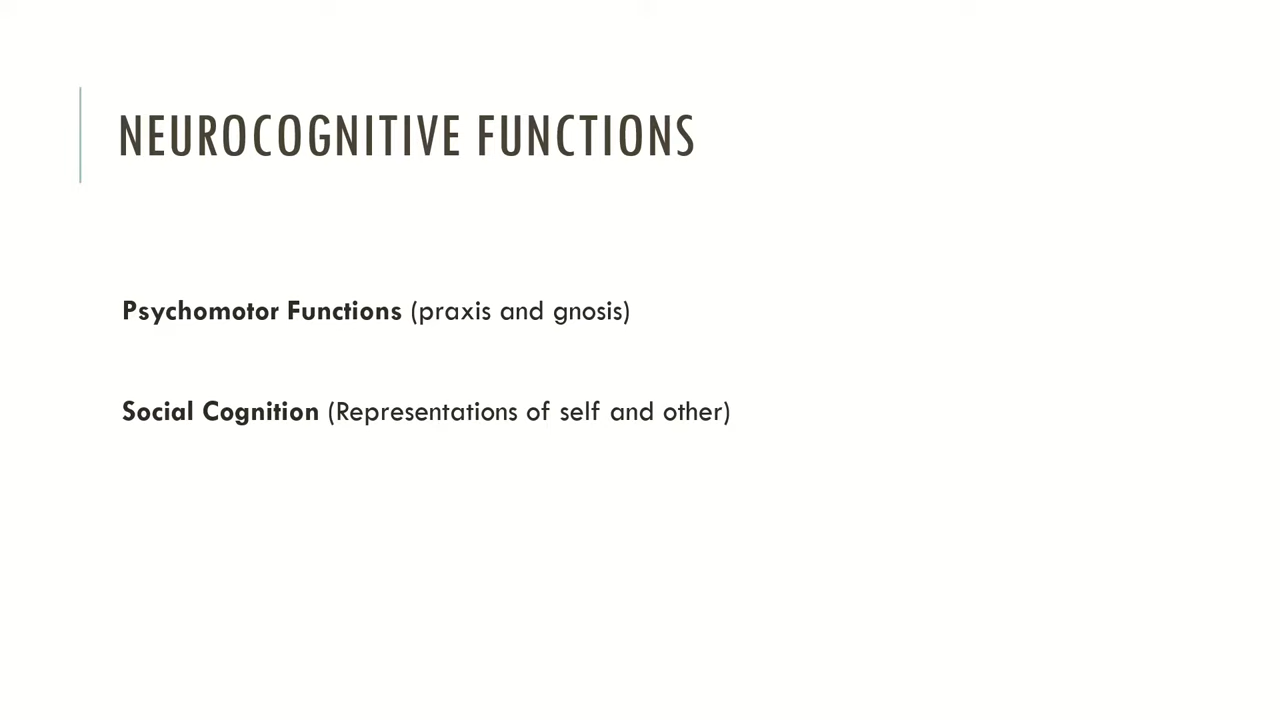 NEUROCOGNITIVE FUNCTIONS
Psychomotor Functions (praxis and gnosis)
Social Cognition (Representations of self and other)